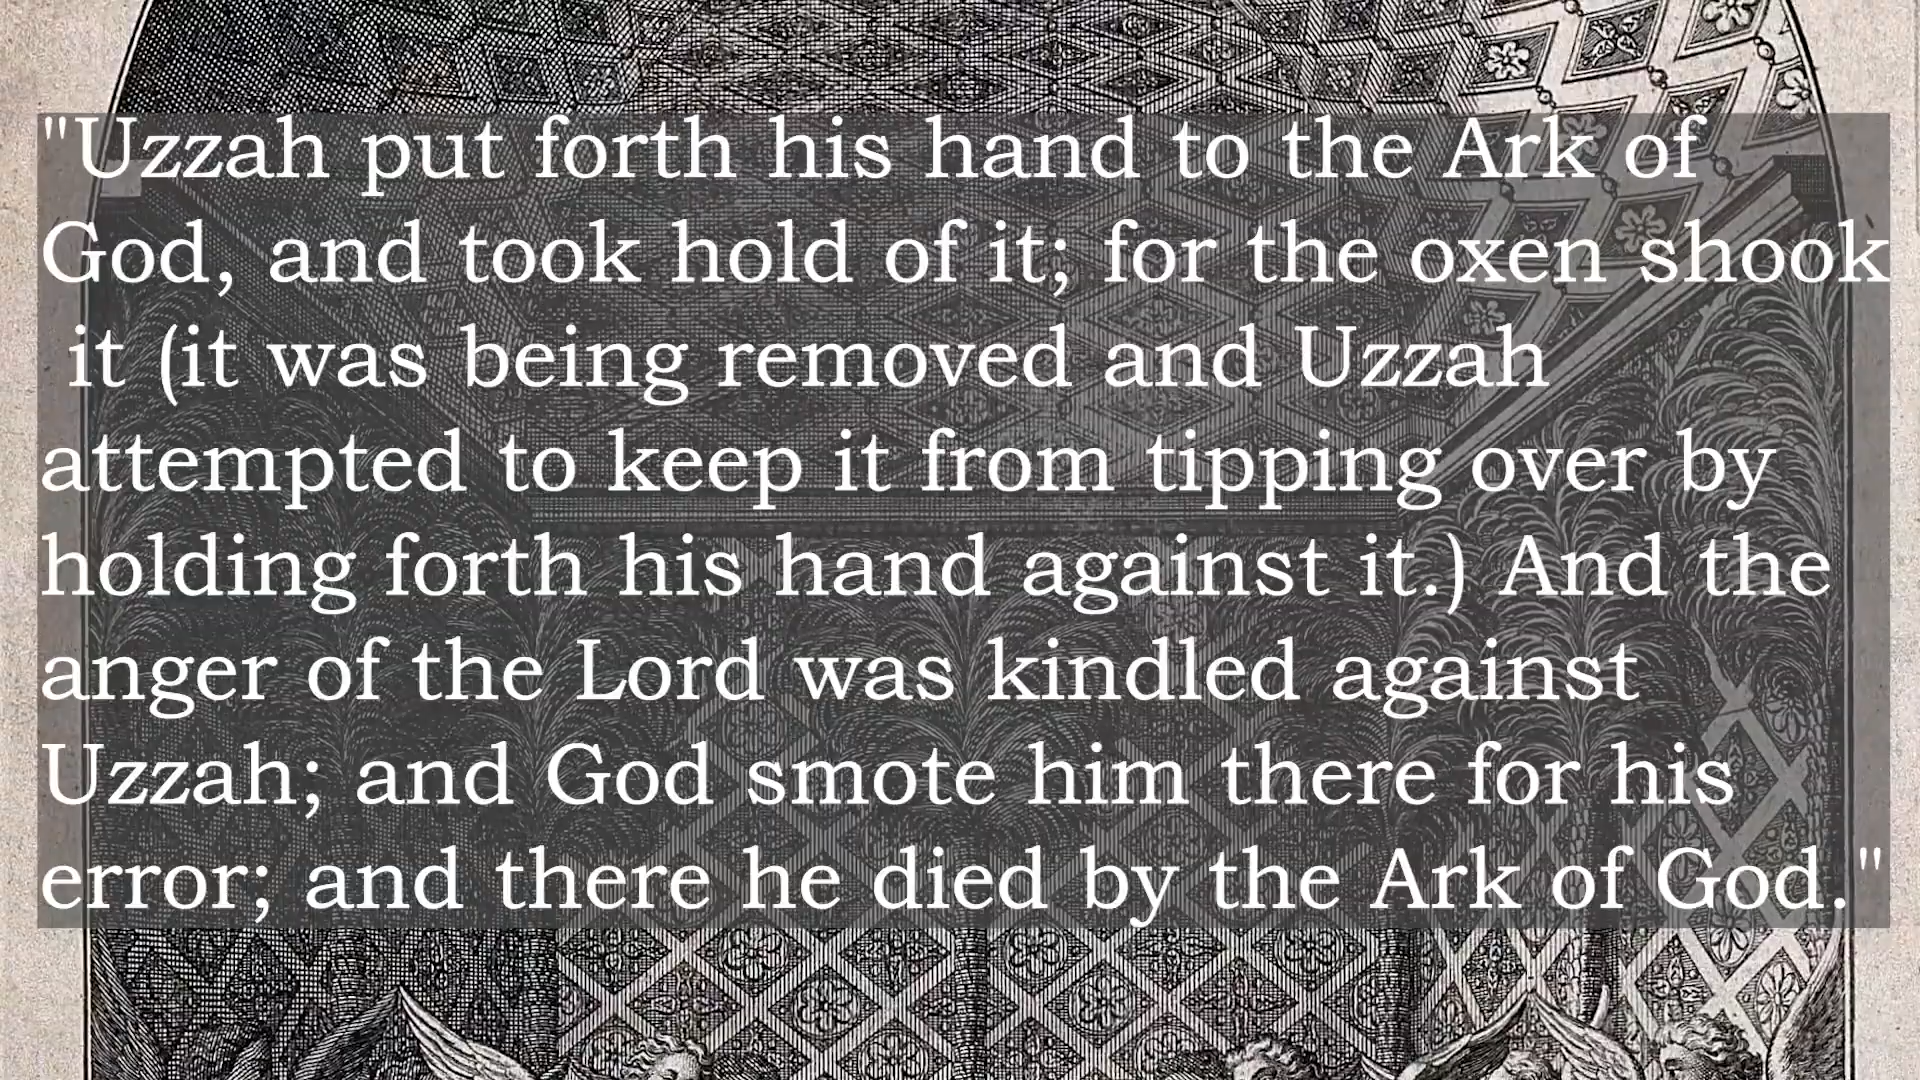 "Uzzah put forth his hand to the Ark of
God, and took hold of it; for the oxen shook
it (it was being removed and Uzzah
attempted to keep it from tipping over by
holding forth his hand against it.) And the
anger of the Lord was kindled against
Uzzah; and God smote him there for his
error; and there he died by the Ark of God."